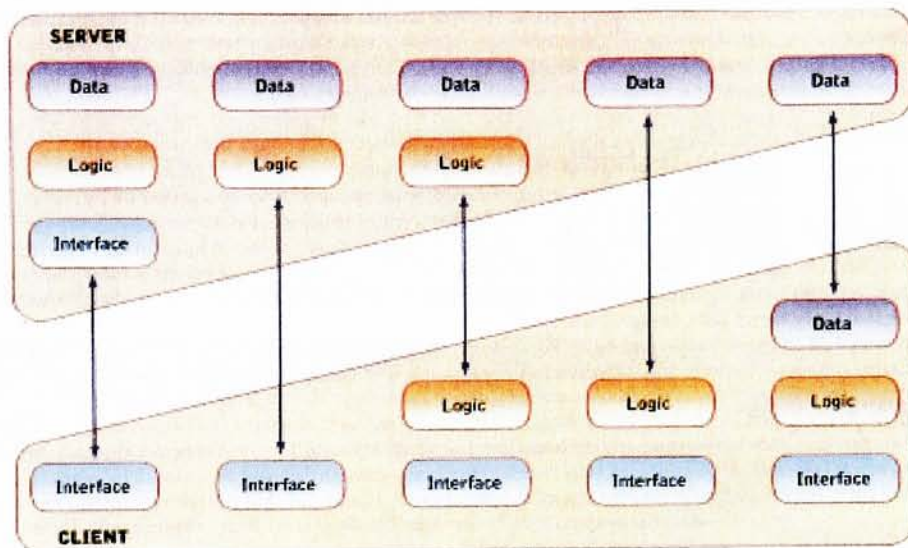 SERVER
Data Data Data Data Data
Logic Logic Logic
Interface
Data
Logic Logic Logic
Interface Interface Interface Interface Interface
CLIENT